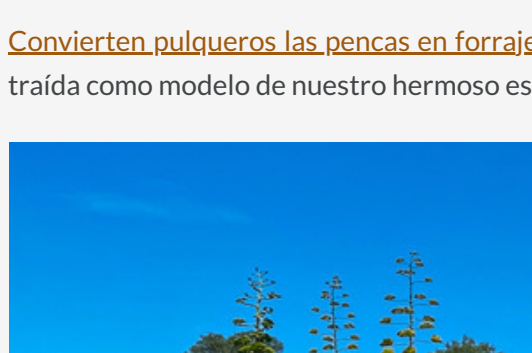 Convierten pulqueros las pencas en forraje
traída como modelo de nuestro hermoso es